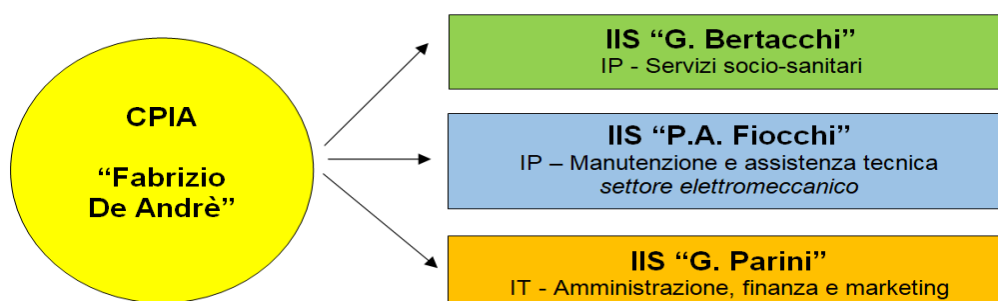 CPIA
“Fabrizio
De Andrè”
IIS “G. Bertacchi”
IP - Servizi socio-sanitari
IIS “P.A. Fiocchi”
IP – Manutenzione e assistenza tecnica
settore elettromeccanico
IIS “G. Parini”
IT - Amministrazione, finanza e marketing